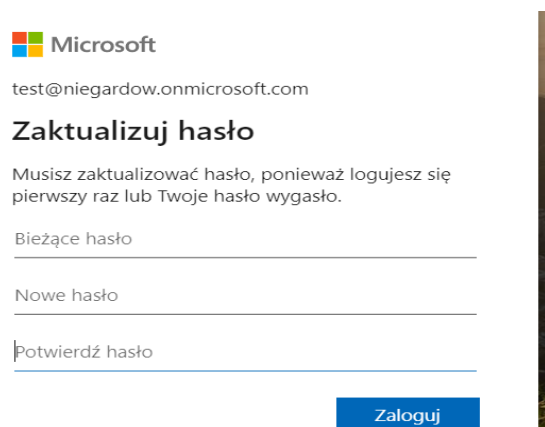 Microsoft
test@niegardow.onmicrosoft.com
Zaktualizuj hasło
Musisz zaktualizować hasło, ponieważ logujesz się
pierwszy raz lub Twoje hasło wygasło.
Bieżące hasło
Nowe hasło
Potwierdź hasło
Zaloguj